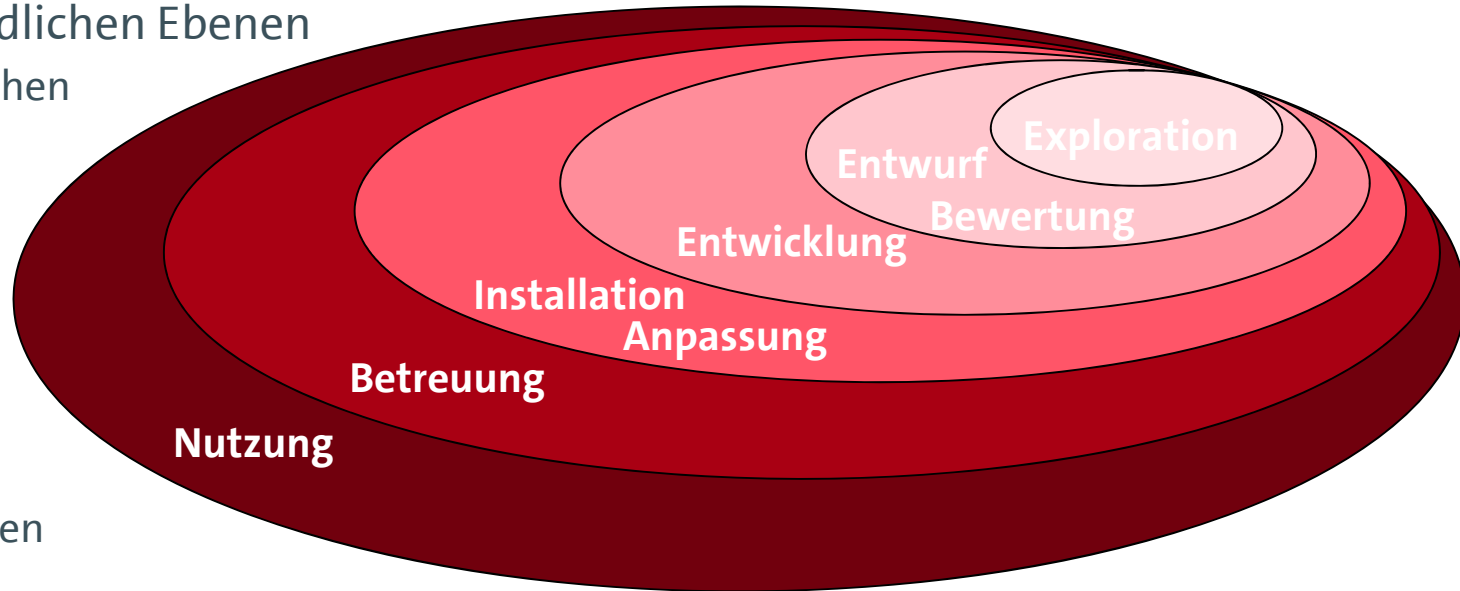 dlichen Ebenen
hen
Exploration
Entwurf
Bewertung
Entwicklung
Installation
Anpassung
Betreuung
Nutzung
en